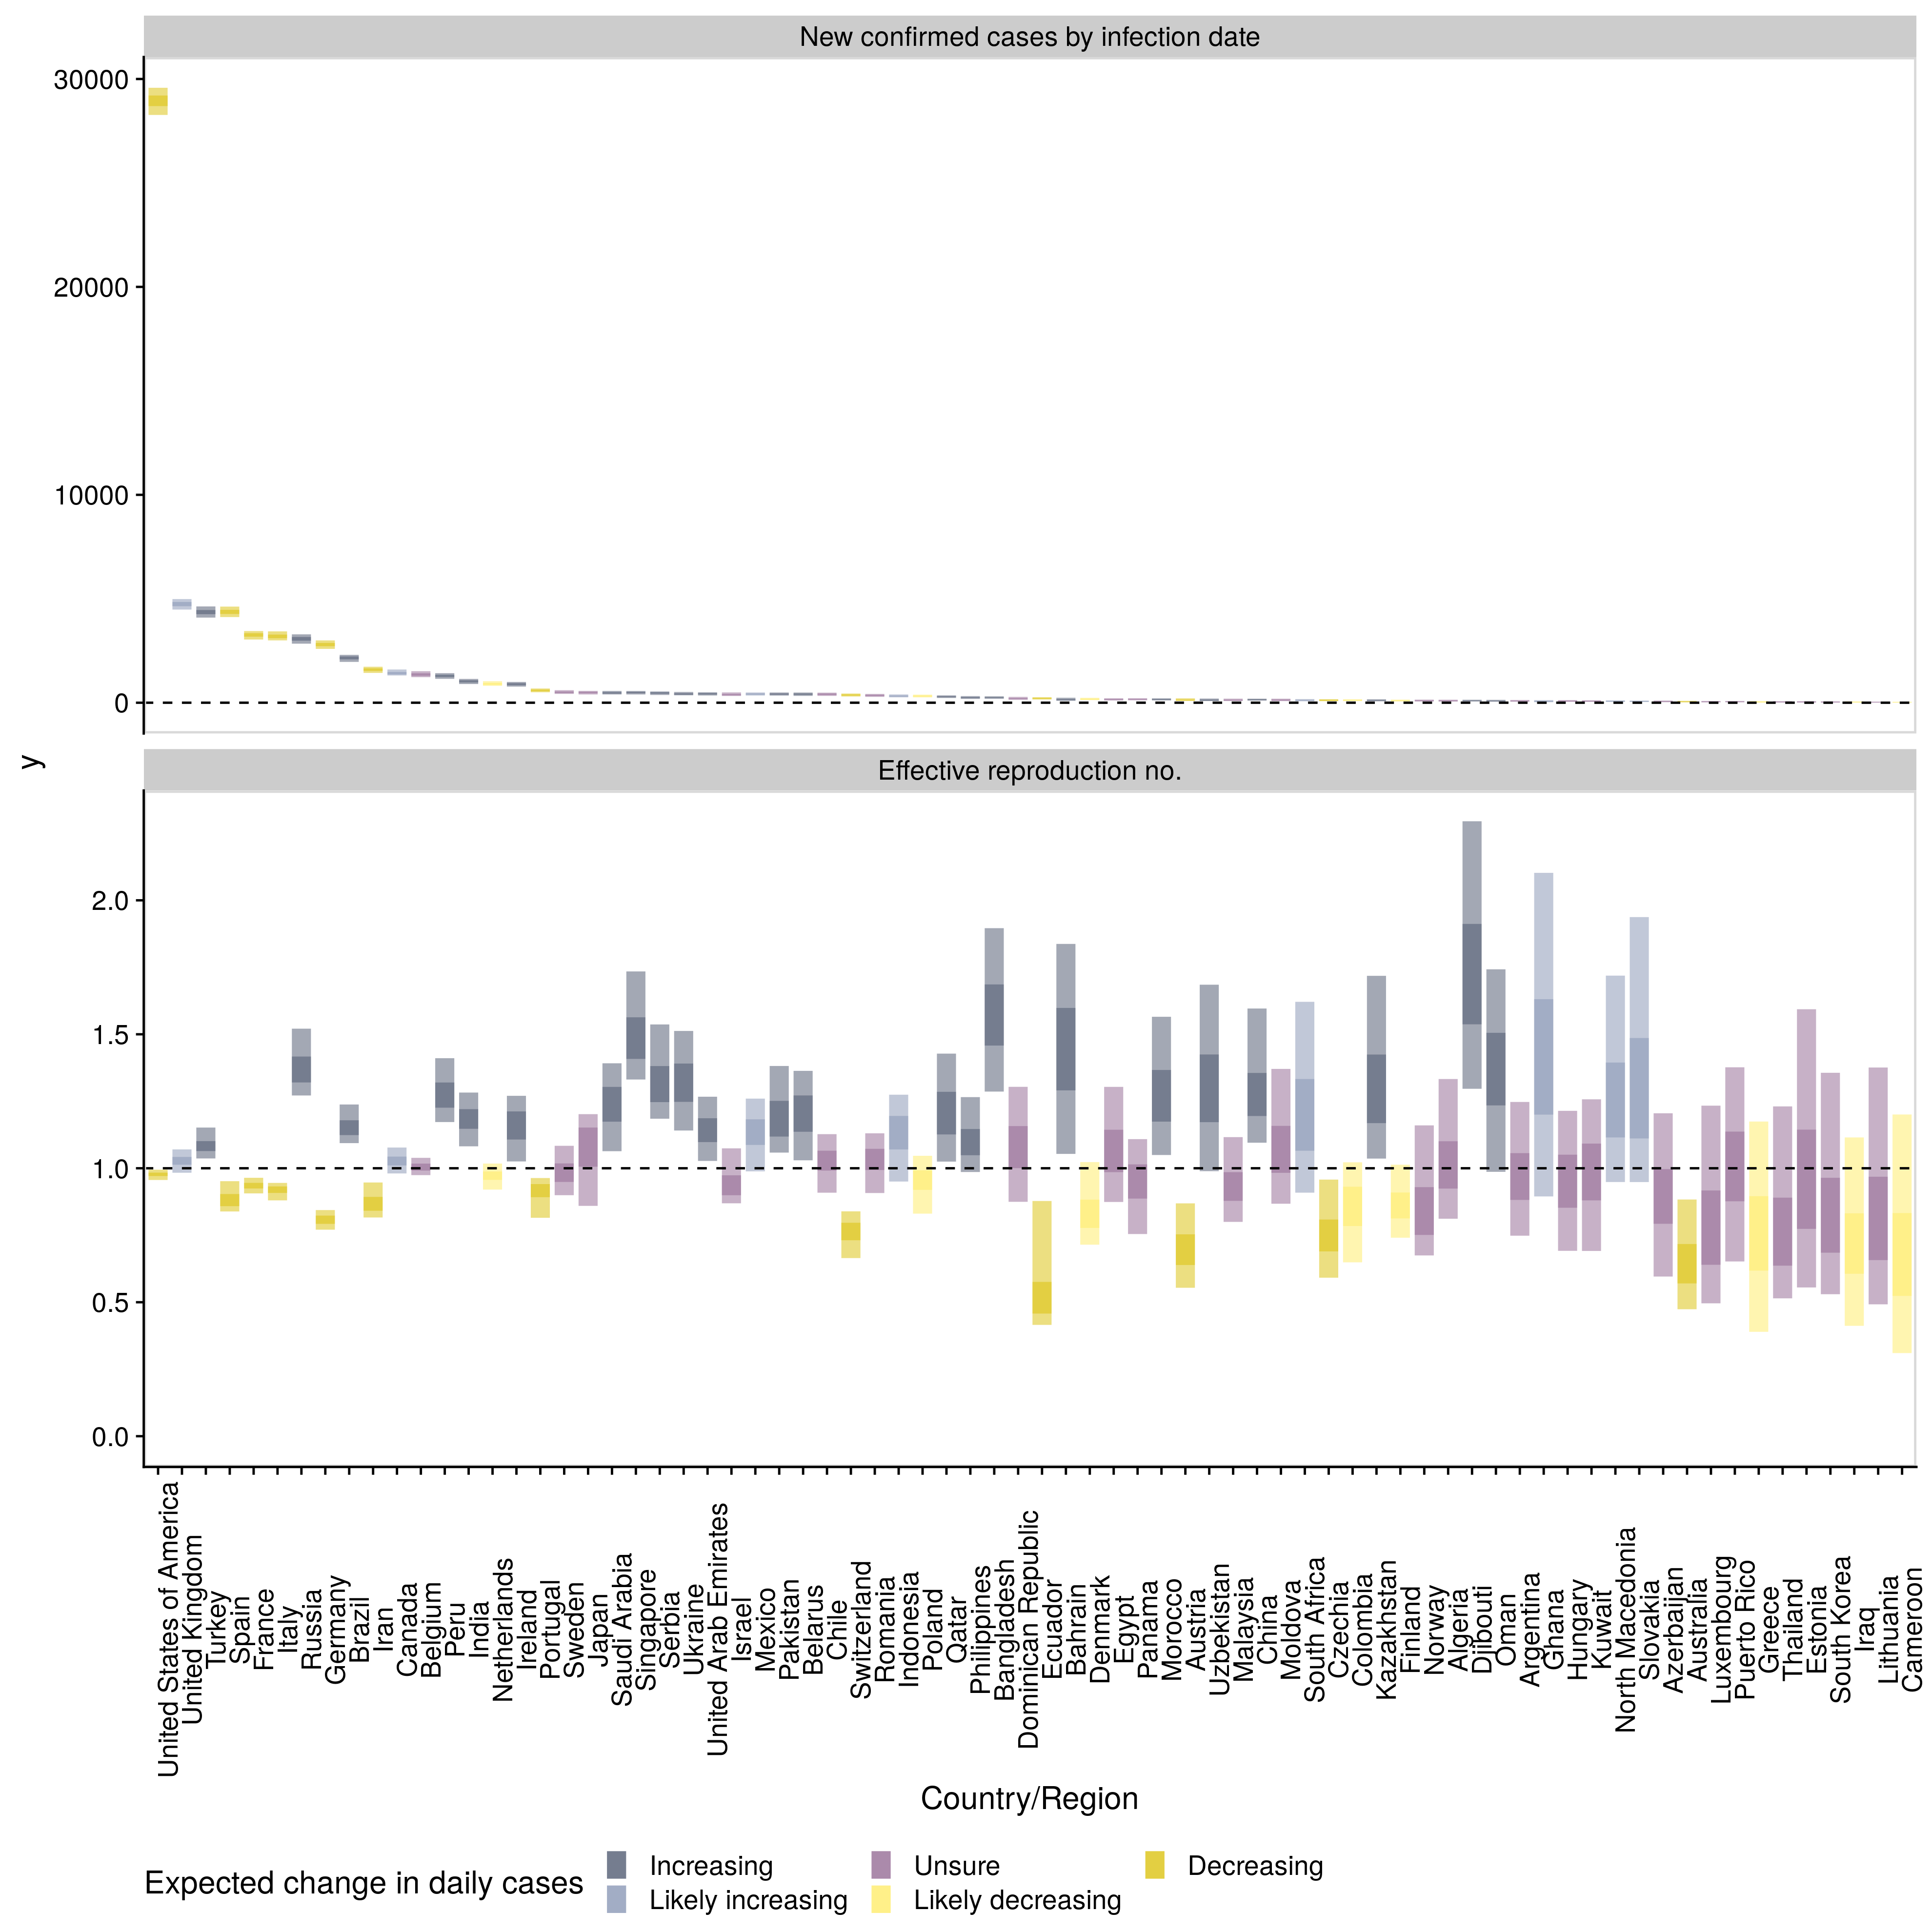 New confirmed cases by infection date
30000
20000
10000
0
y
Effective reproduction no.
2.0
1.5
1.0
0.5
0.0
United States of America
United Kingdom
Turkey
Spain
France
Italy
Russia
Germany
Brazil
Iran
Canada
Belgium
Peru
India
Netherlands
Ireland
Portugal
Sweden
Japan
Saudi Arabia
Singapore
Serbia
Ukraine
United Arab Emirates
Israel
Mexico
Pakistan
Belarus
Chile
Switzerland
Romania
Indonesia
Poland
Qatar
Philippines
Bangladesh
Dominican Republic
Ecuador
Bahrain
Denmark
Egypt
Panama
Morocco
Austria
Uzbekistan
Malaysia
China
Moldova
South Africa
Czechia
Colombia
Kazakhstan
Finland
Norway
Algeria
Djibouti
Oman
Argentina
Ghana
Hungary
Kuwait
North Macedonia
Slovakia
Azerbaijan
Australia
Luxembourg
Puerto Rico
Greece
Thailand
Estonia
South Korea
Iraq
Lithuania
Cameroon
Country/Region
Expected change in daily cases
Increasing
Likely increasing
Unsure
Likely decreasing
Decreasing